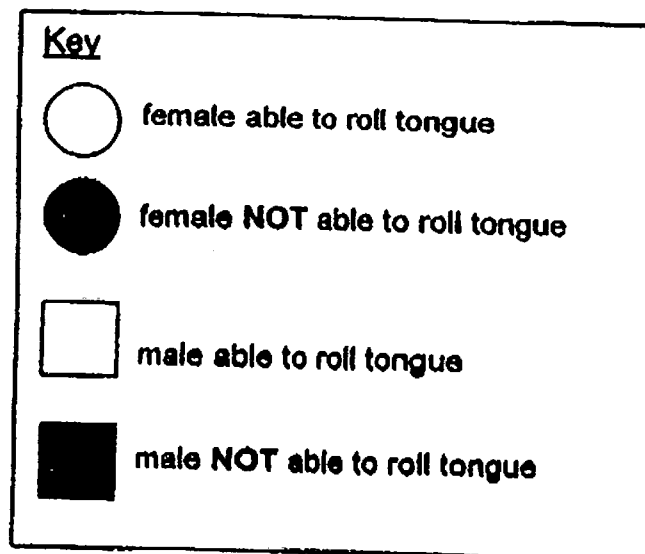 Key
female able to roll tongue
female NOT able to roll tongue
male able to roll tongue
male NOT able to roll tongue